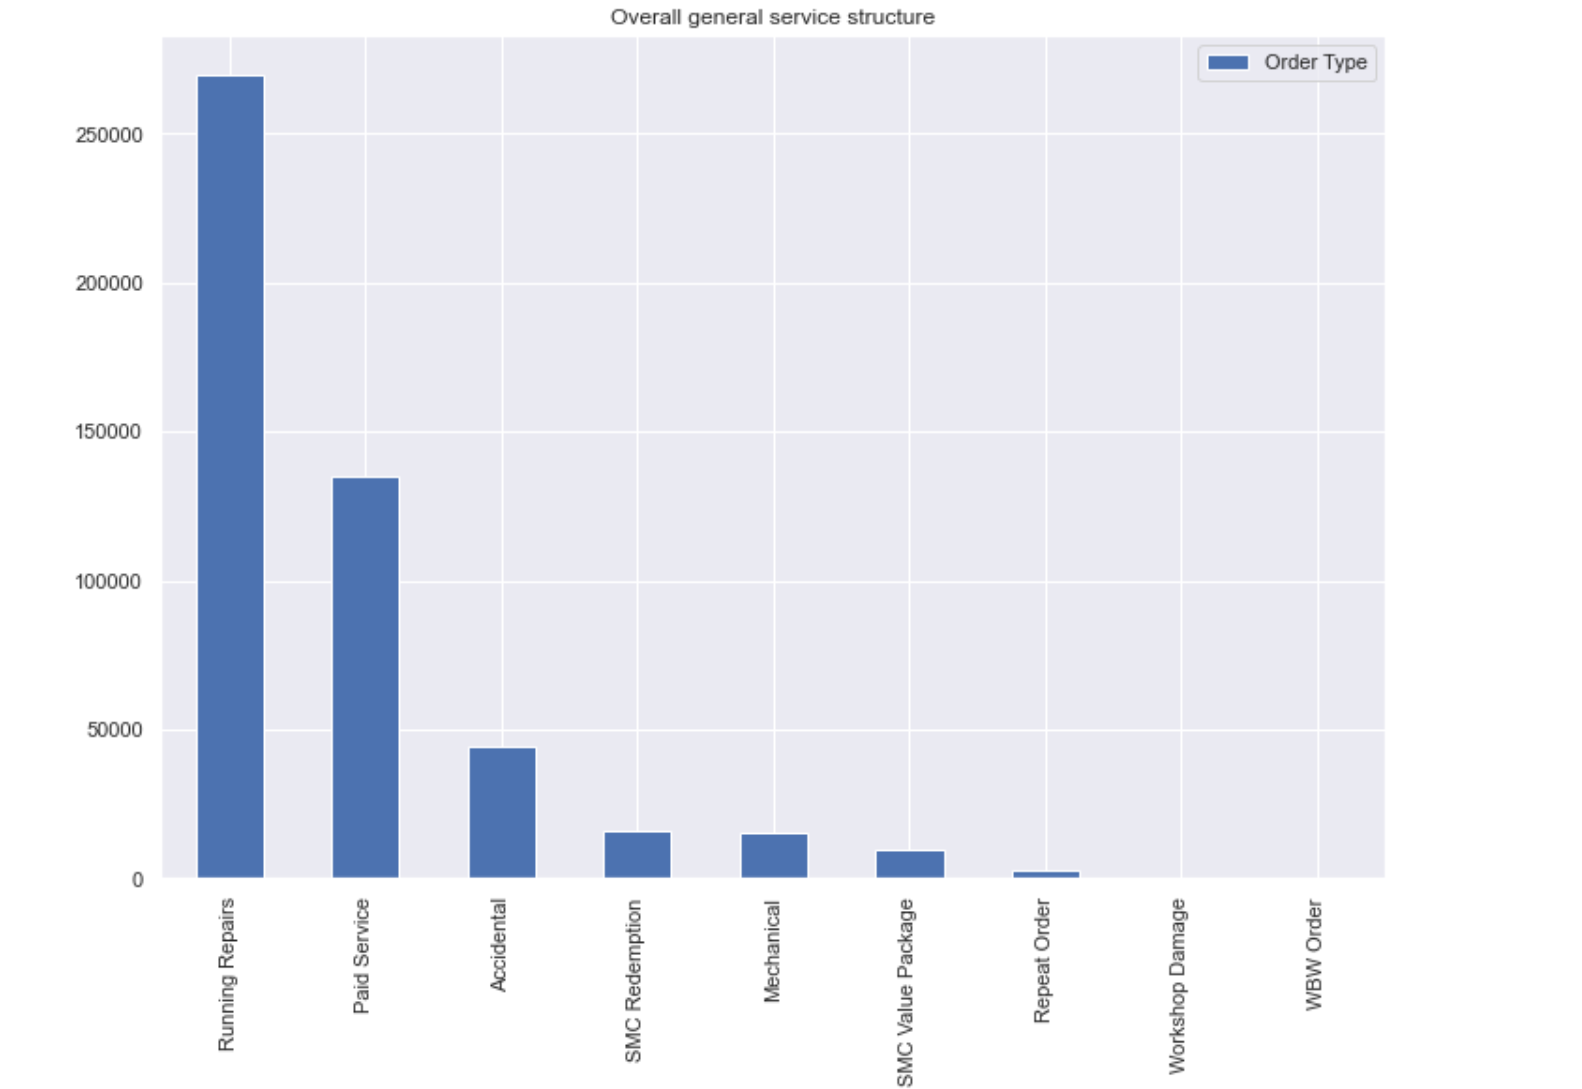 Overall general service structure
Order Type
250000
200000
150000
100000
50000
0
Running Repairs
Paid Service
Accidental
SMC Redemption
Mechanical
SMC Value Package
Repeat Order
Workshop Damage
WBW Order